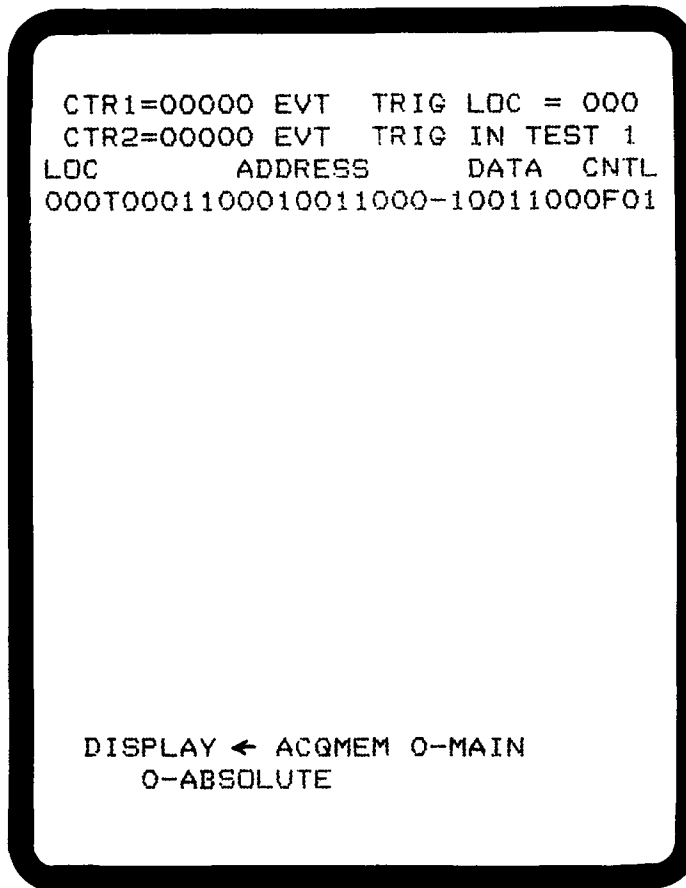 CTR1=00000 EVT TRIG LOC = 000
CTR2=00000 EVT TRIG IN TEST 1
LOC ADDRESS DATA CNTL
000T0001100010011000-10011000F01
DISPLAY ← ACQMEM 0-MAIN
0-ABSOLUTE